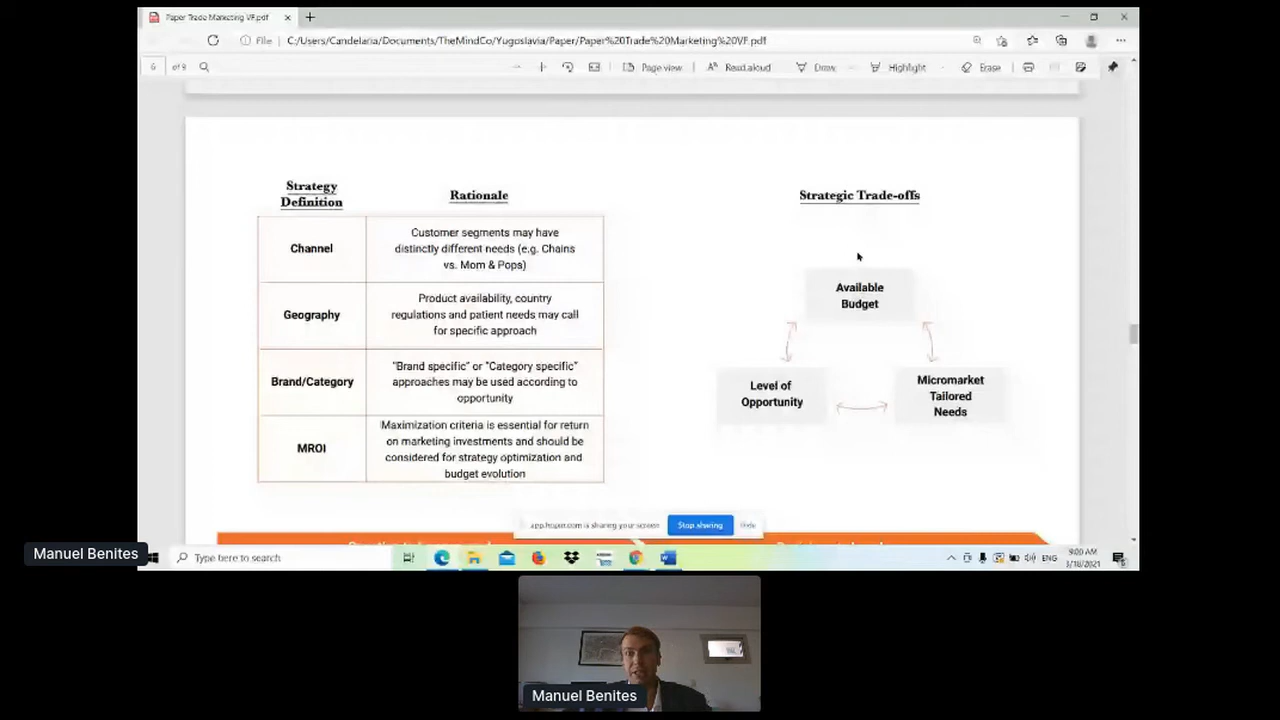 Paper Trade Marketing VF.pdf
File
C:/Users/Candelaria/Documents/TheMindCo/Yugoslavia/Paper/Paper%20Trade%20Marketing%20VF.pdf
6 of 9
Page view
Read aloud
Draw
Highlight
Erase
Strategy
Definition
Rationale
Channel
Customer segments may have
distinctly different needs (e.g. Chains
vs. Mom & Pops)
Geography
Product availability, country
regulations and patient needs may call
for specific approach
Brand/Category
"Brand specific" or "Category specific"
approaches may be used according to
opportunity
MROI
Maximization criteria is essential for return
on marketing investments and should be
considered for strategy optimization and
budget evolution
Strategic Trade-offs
Available
Budget
Level of
Opportunity
Micromarket
Tailored
Needs
app.hopin.com is sharing your screen
Stop sharing
Hide
Manuel Benites
Type here to search
ENG
9:00 AM
3/18/2021
Manuel Benites